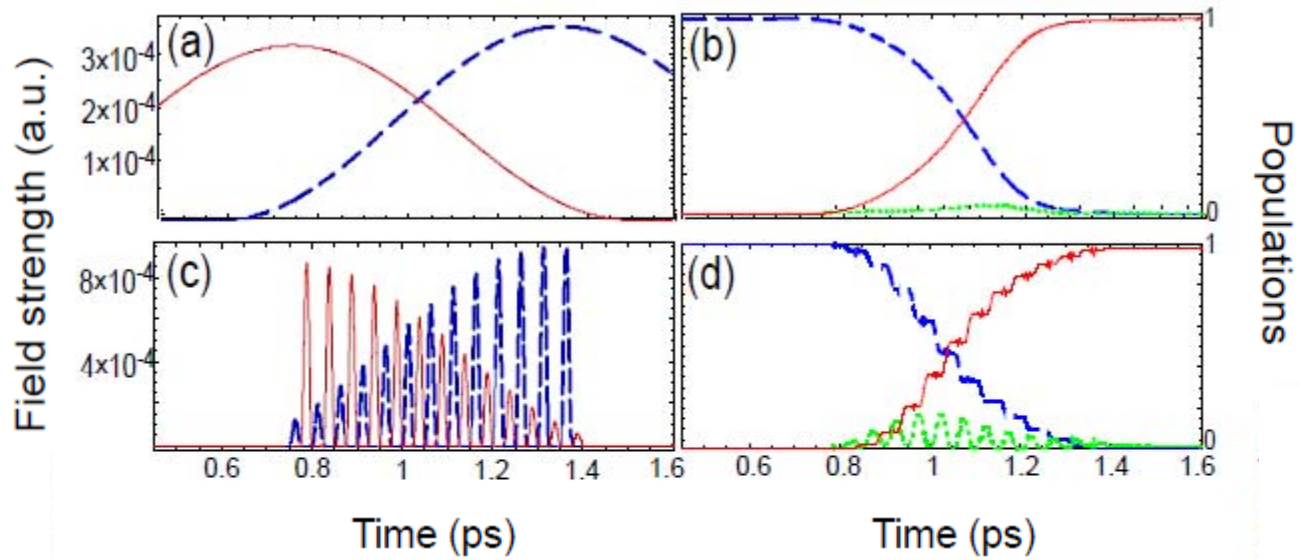 Field strength (a.u.)
(a)
3x10-4
2x10-4
1x10-4
(b)
1
0
Populations
(c)
8x10-4
4x10-4
0.6 0.8 1 1.2 1.4 1.6
Time (ps)
(d)
1
0
0.6 0.8 1 1.2 1.4 1.6
Time (ps)